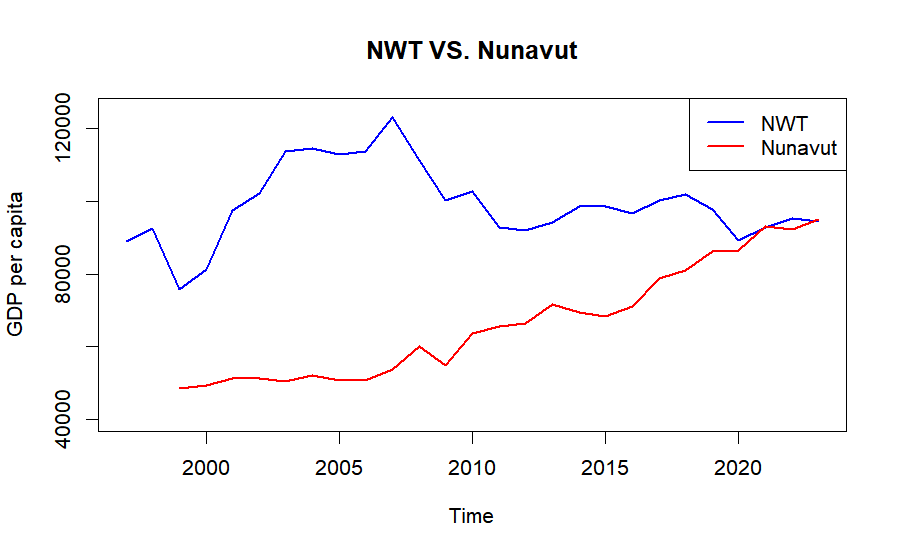 NWT VS. Nunavut
NWT
Nunavut
GDP per capita
120000
80000
40000
2000 2005 2010 2015 2020
Time